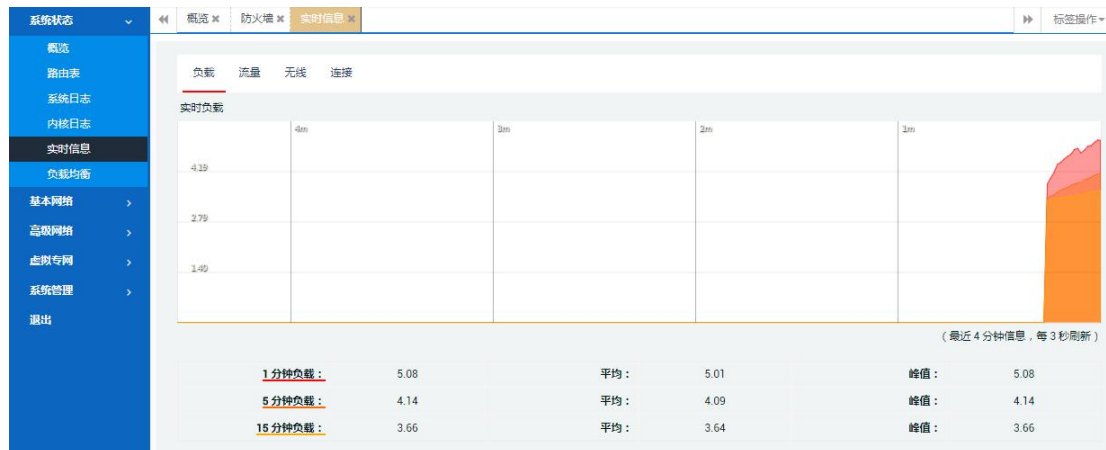 系统状态
概览
路由表
系统日志
内核日志
实时信息
负载均衡
基本网络
高级网络
虚拟专网
系统管理
退出
概览 防火墙 实时信息 标签操作
负载 流量 无线 连接
实时负载
4m 3m 2m 1m
4.19
2.79
1.40
(最近 4 分钟信息,每 3 秒刷新)
1 分钟负载: 5.08 平均: 5.01 峰值: 5.08
5 分钟负载: 4.14 平均: 4.09 峰值: 4.14
15 分钟负载: 3.66 平均: 3.64 峰值: 3.66